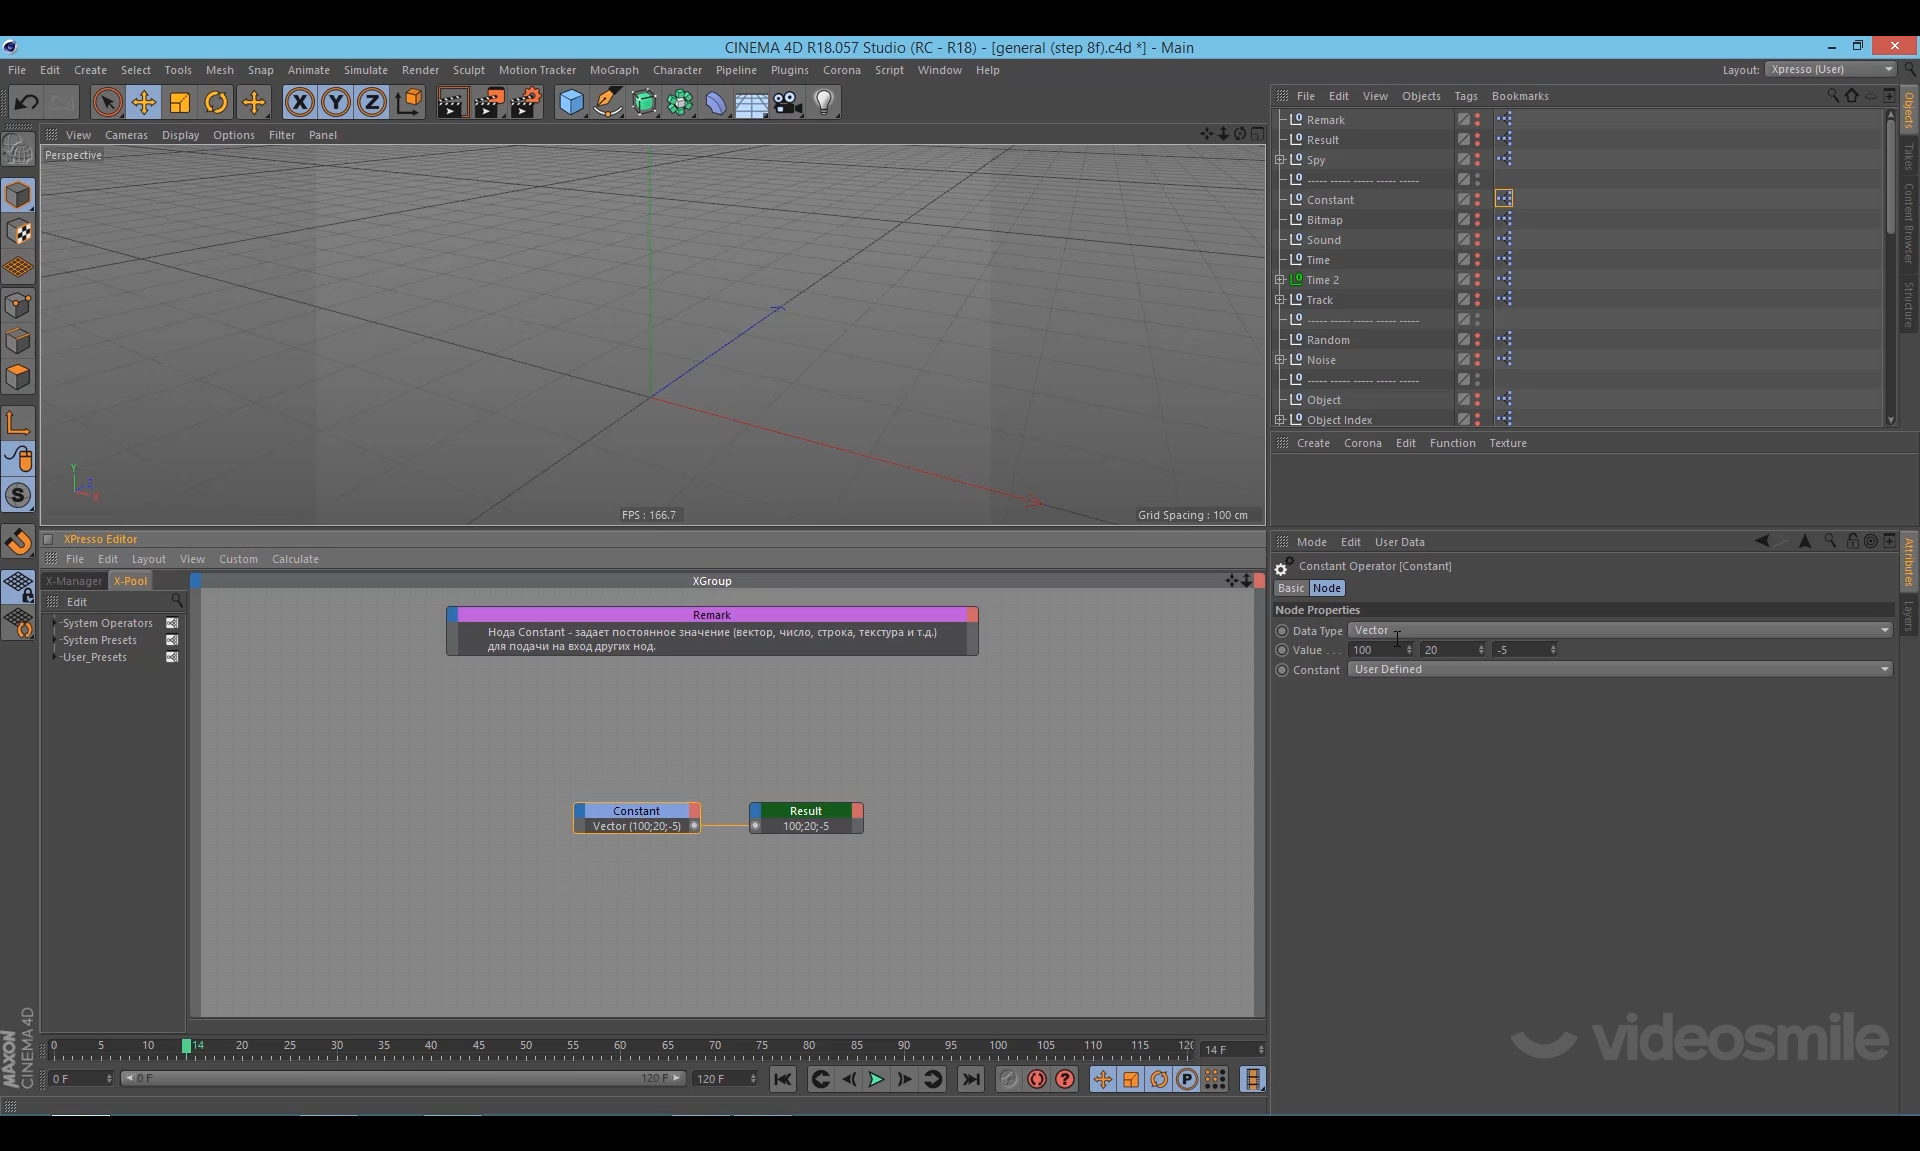 CINEMA 4D R18.057 Studio (RC - R18) - [general (step 8f).c4d *] - Main
File Edit Create Select Tools Mesh Snap Animate Simulate Render Sculpt Motion Tracker MoGraph Character Pipeline Plugins Corona Script Window Help
Layout: Xpresso (User)
X Y Z
File Edit View Objects Tags Bookmarks
Remark
Result
Spy
----- ----- ----- ----- -----
Constant
Bitmap
Sound
Time
Time 2
Track
----- ----- ----- ----- -----
Random
Noise
----- ----- ----- ----- -----
Object
Object Index
Objects
Takes
Content Browser
Structure
View Cameras Display Options Filter Panel
Perspective
Y
Z
X
FPS : 166.7
Grid Spacing : 100 cm
Create Corona Edit Function Texture
XPresso Editor
File Edit Layout View Custom Calculate
X-Manager X-Pool
Edit
System Operators
System Presets
User_Presets
XGroup
Remark
Нода Constant - задает постоянное значение (вектор, число, строка, текстура и т.д.)
для подачи на вход других нод.
Constant
Vector (100;20;-5)
Result
100;20;-5
Mode Edit User Data
Constant Operator [Constant]
Basic Node
Node Properties
Data Type Vector
Value . . . 100 20 -5
Constant User Defined
Attributes
Layers
videosmile
0 5 10 14 20 25 30 35 40 45 50 55 60 65 70 75 80 85 90 95 100 105 110 115 120
14 F
0 F
0 F
120 F
120 F
P
MAXON
CINEMA 4D